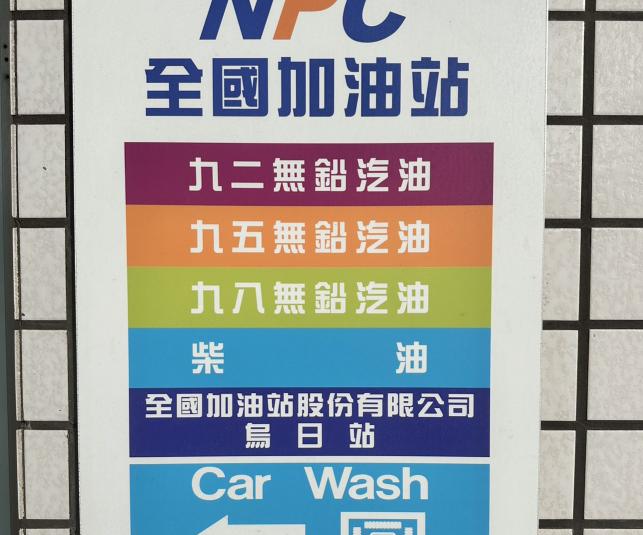 NPC
全國加油站
九二無鉛汽油
九五無鉛汽油
九八無鉛汽油
柴 油
全國加油站股份有限公司
烏日站
Car Wash